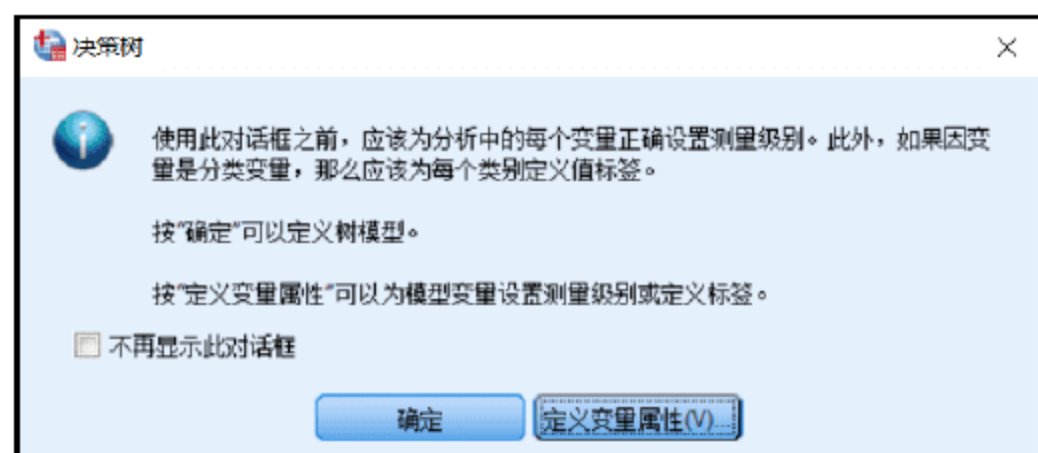 决策树
使用此对话框之前，应该为分析中的每个变量正确设置测量级别。此外，如果因变
量是分类变量，那么应该为每个类别定义值标签。
按"确定"可以定义树模型。
按"定义变量属性"可以为模型变量设置测量级别或定义标签。
不再显示此对话框
确定
定义变量属性(V)...